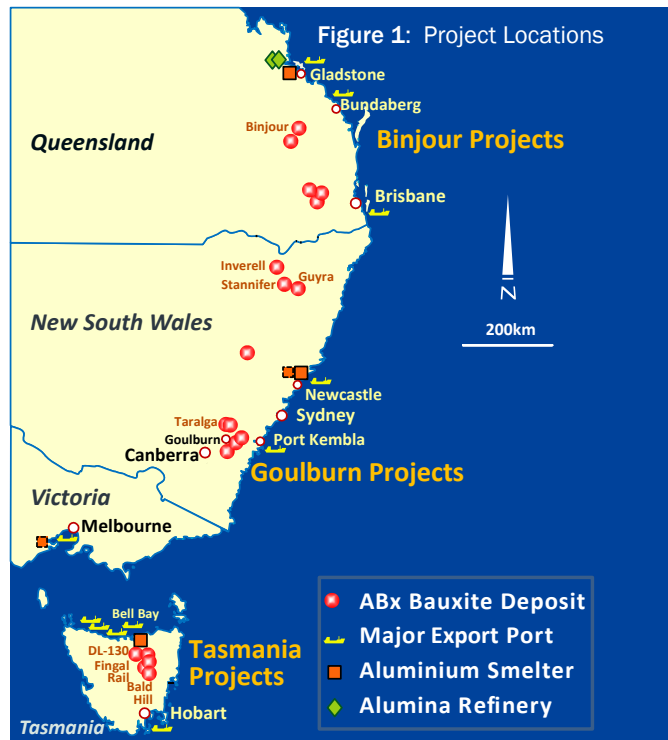 Figure 1: Project Locations
Gladstone
Bundaberg
Binjour
Queensland
Binjour Projects
Brisbane
Inverell
Stannifer
Guyra
N
200km
New South Wales
Newcastle
Sydney
Taralga
Goulburn
Port Kembla
Canberra
Goulburn Projects
Victoria
Melbourne
Bell Bay
DL-130
Fingal
Rail
Bald
Hill
Tasmania
Projects
Hobart
Tasmania
ABx Bauxite Deposit
Major Export Port
Aluminium Smelter
Alumina Refinery